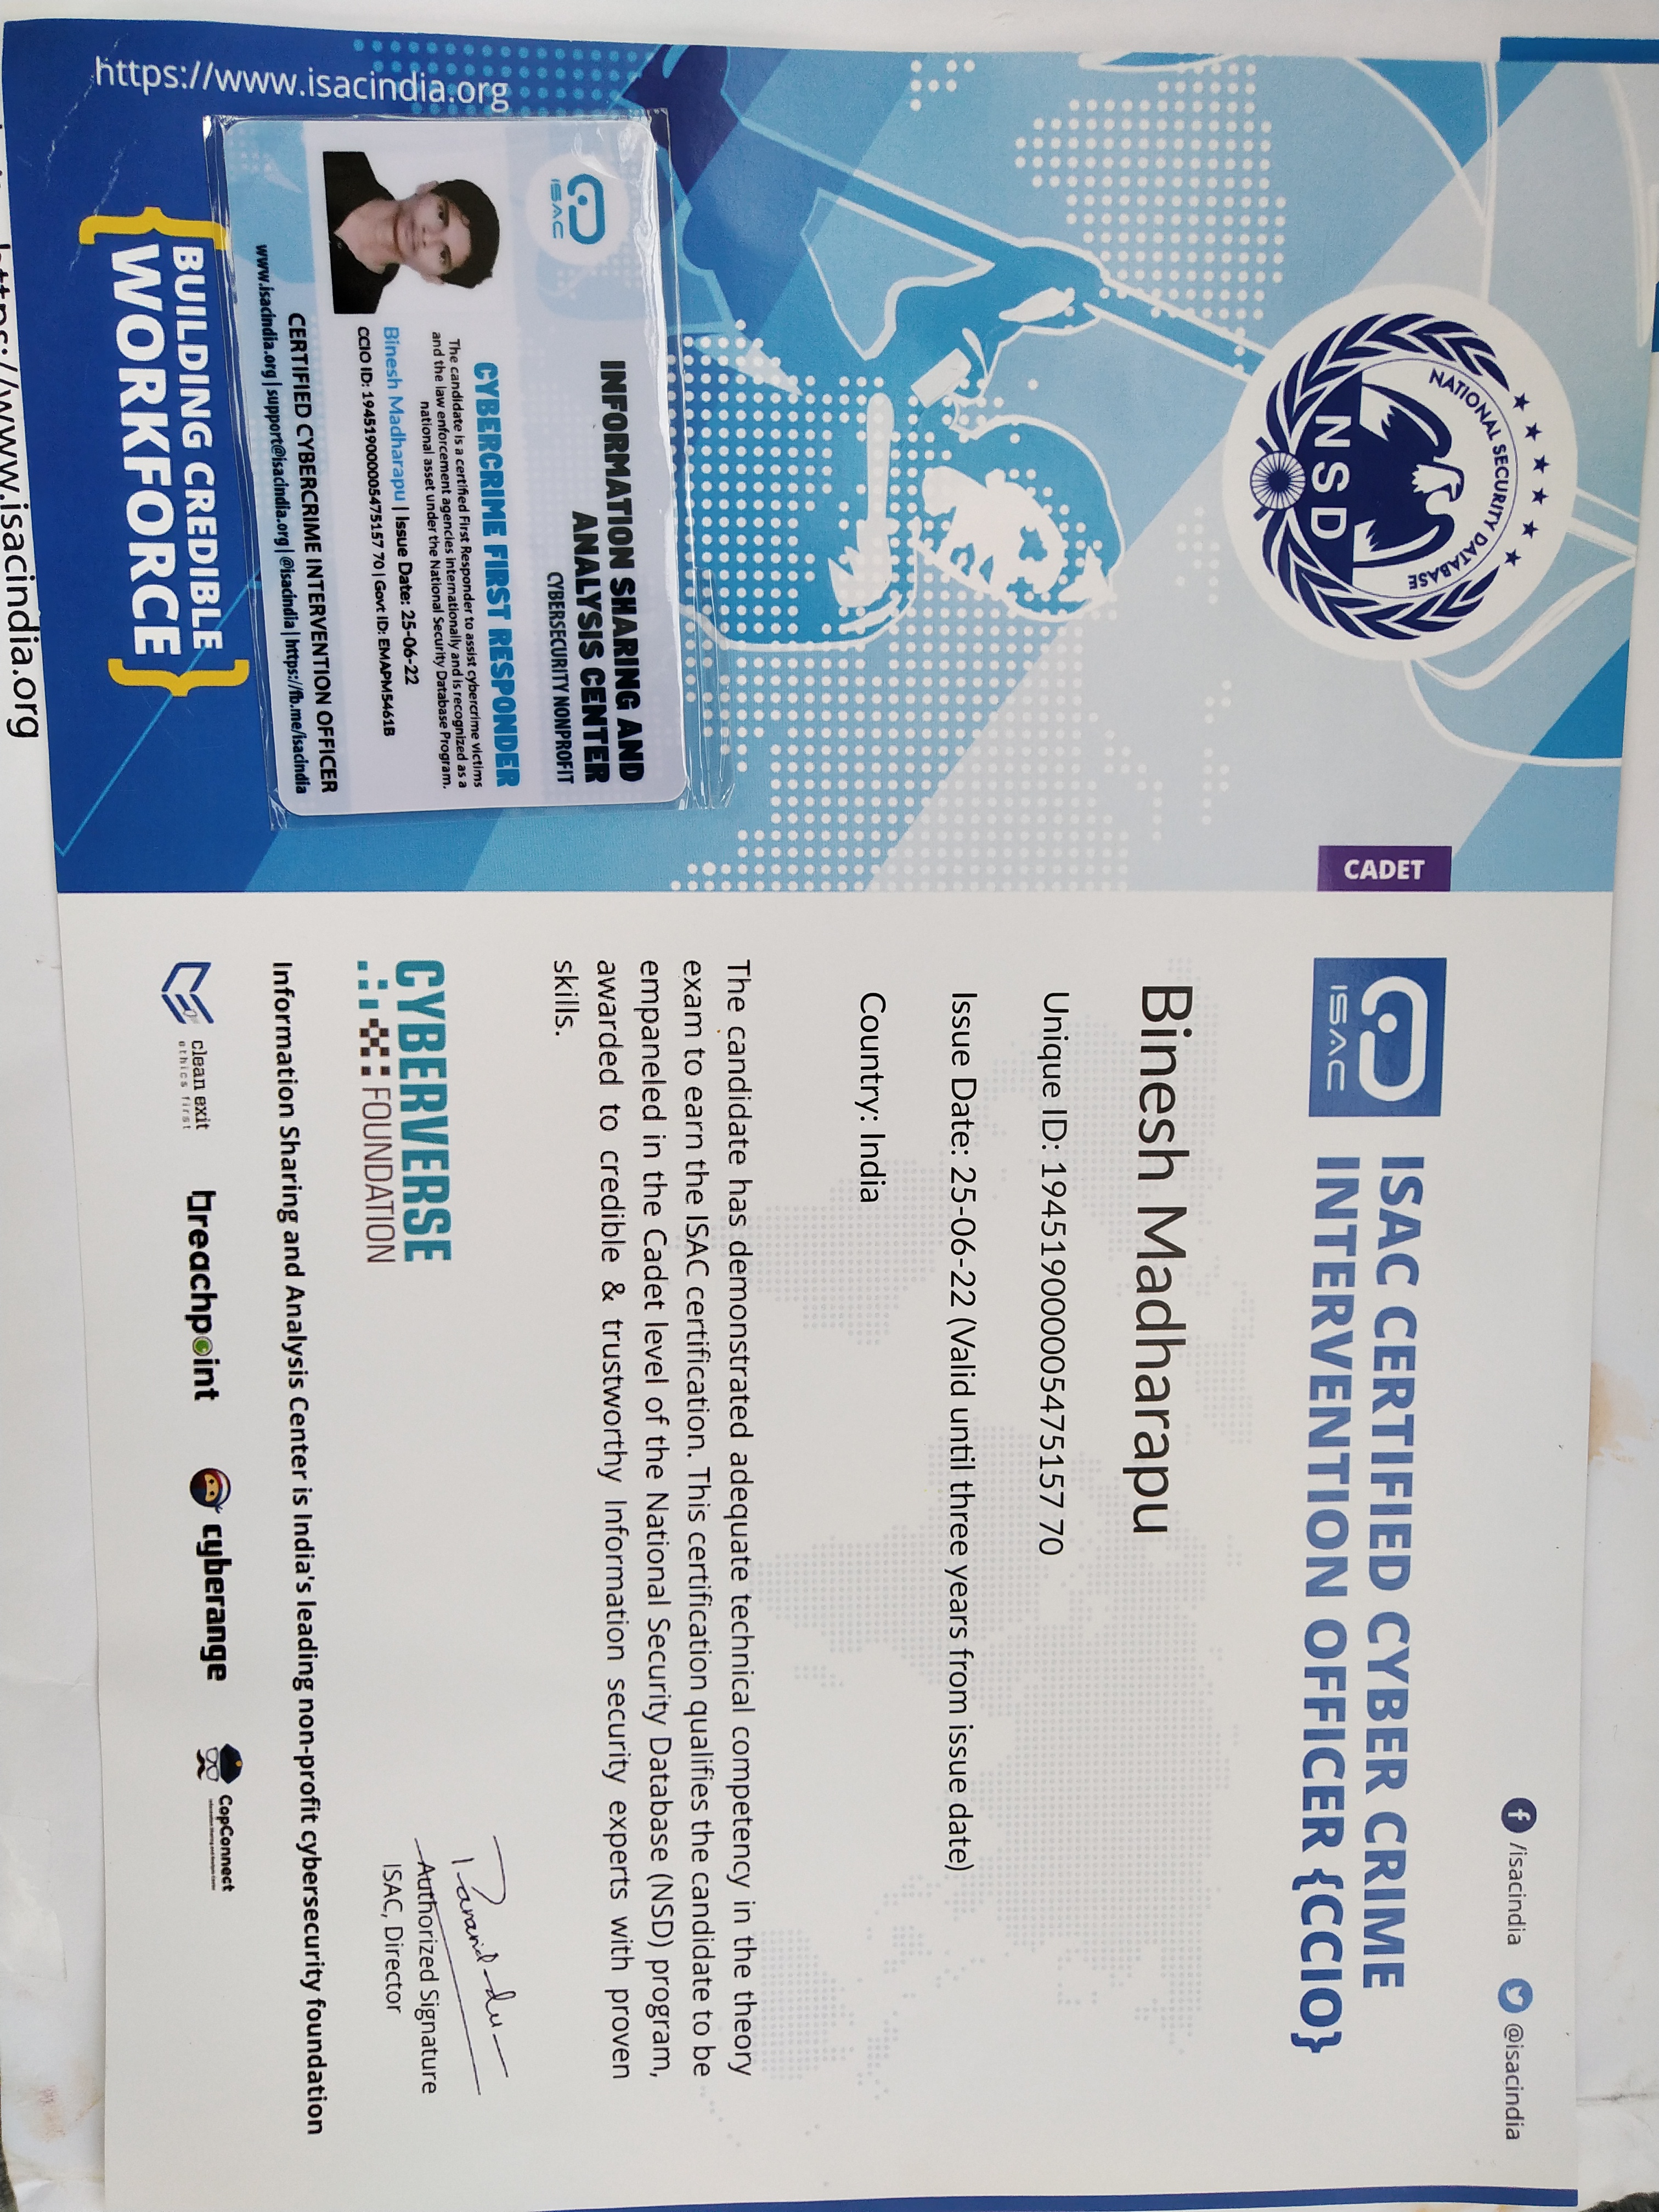 NATIONAL SECURITY DATABASE
NSD
CADET
/isacindia @isacindia
ISAC
ISAC CERTIFIED CYBER CRIME
INTERVENTION OFFICER {CCIO}
Binesh Madharapu
Unique ID: 194519000005475157 70
Issue Date: 25-06-22 (Valid until three years from issue date)
Country: India
The candidate has demonstrated adequate technical competency in the theory
exam to earn the ISAC certification. This certification qualifies the candidate to be
empaneled in the Cadet level of the National Security Database (NSD) program,
awarded to credible & trustworthy Information security experts with proven
skills.
Authorized Signature
ISAC, Director
CYBERVERSE
FOUNDATION
Information Sharing and Analysis Center is India's leading non-profit cybersecurity foundation
clean exit
ethics first
breachpoint
cyberange
CopConnect
Information Sharing and Analysis Center
https://www.isacindia.org
ISAC
INFORMATION SHARING AND
ANALYSIS CENTER
CYBERSECURITY NONPROFIT
CYBERCRIME FIRST RESPONDER
The candidate is a certified First Responder to assist cybercrime victims
and the law enforcement agencies internationally and is recognized as a
national asset under the National Security Database Program.
Binesh Madharapu | Issue Date: 25-06-22
CCIO ID: 194519000005475157 70 | Govt ID: EMAPM5461B
CERTIFIED CYBERCRIME INTERVENTION OFFICER
www.isacindia.org | support@isacindia.org | @isacindia | https://fb.me/isacindia
{BUILDING CREDIBLE
WORKFORCE}
https://www.isacindia.org